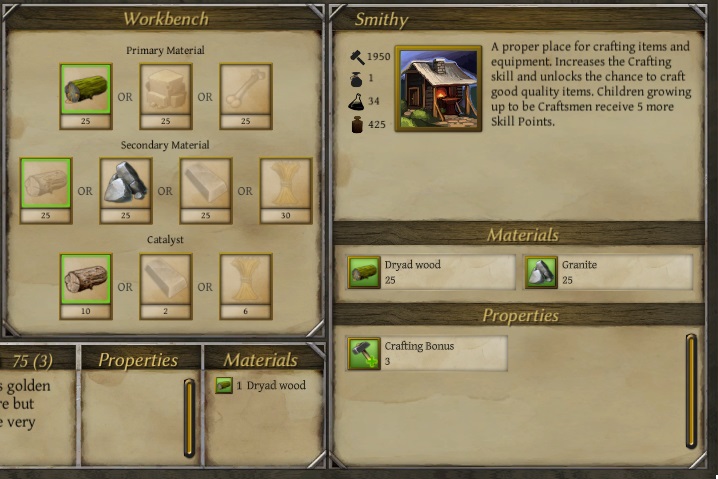 Workbench
Primary Material
OR
OR
25
25
25
Secondary Material
OR
OR
OR
25
25
25
30
Catalyst
OR
OR
10
2
6
75 (3)
s golden
re but
e very
Properties
Materials
1 Dryad wood
Smithy
1950
1
34
425
A proper place for crafting items and
equipment. Increases the Crafting
skill and unlocks the chance to craft
good quality items. Children growing
up to be Craftsmen receive 5 more
Skill Points.
Materials
Dryad wood
25
Granite
25
Properties
Crafting Bonus
3